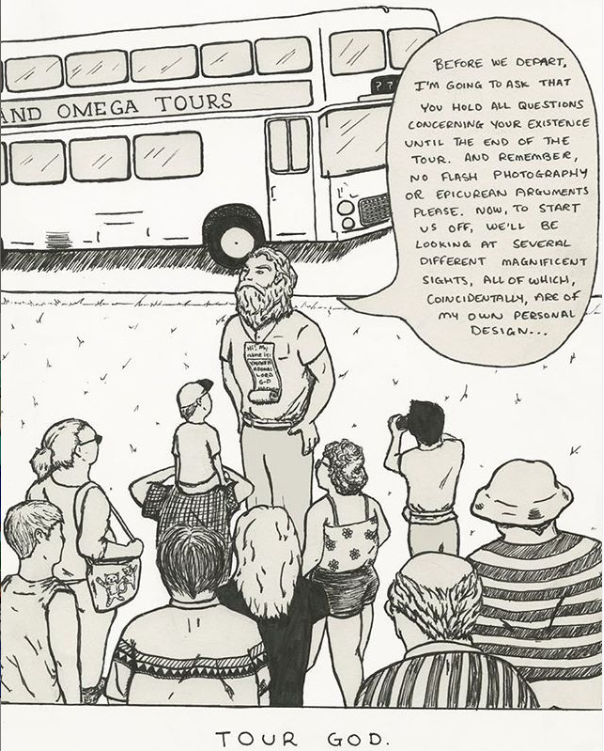 AND OMEGA TOURS
??
BEFORE WE DEPART,
I'M GOING TO ASK THAT
YOU HOLD ALL QUESTIONS
CONCERNING YOUR EXISTENCE
UNTIL THE END OF THE
TOUR. AND REMEMBER,
NO FLASH PHOTOGRAPHY
OR EPICUREAN ARGUMENTS
PLEASE. NOW, TO START
US OFF, WE'LL BE
LOOKING AT SEVERAL
DIFFERENT MAGNIFICENT
SIGHTS, ALL OF WHICH,
COINCIDENTALLY, ARE OF
MY OWN PERSONAL
DESIGN...
HI! MY
NAME IS:
LORD
G-D
TOUR GOD.